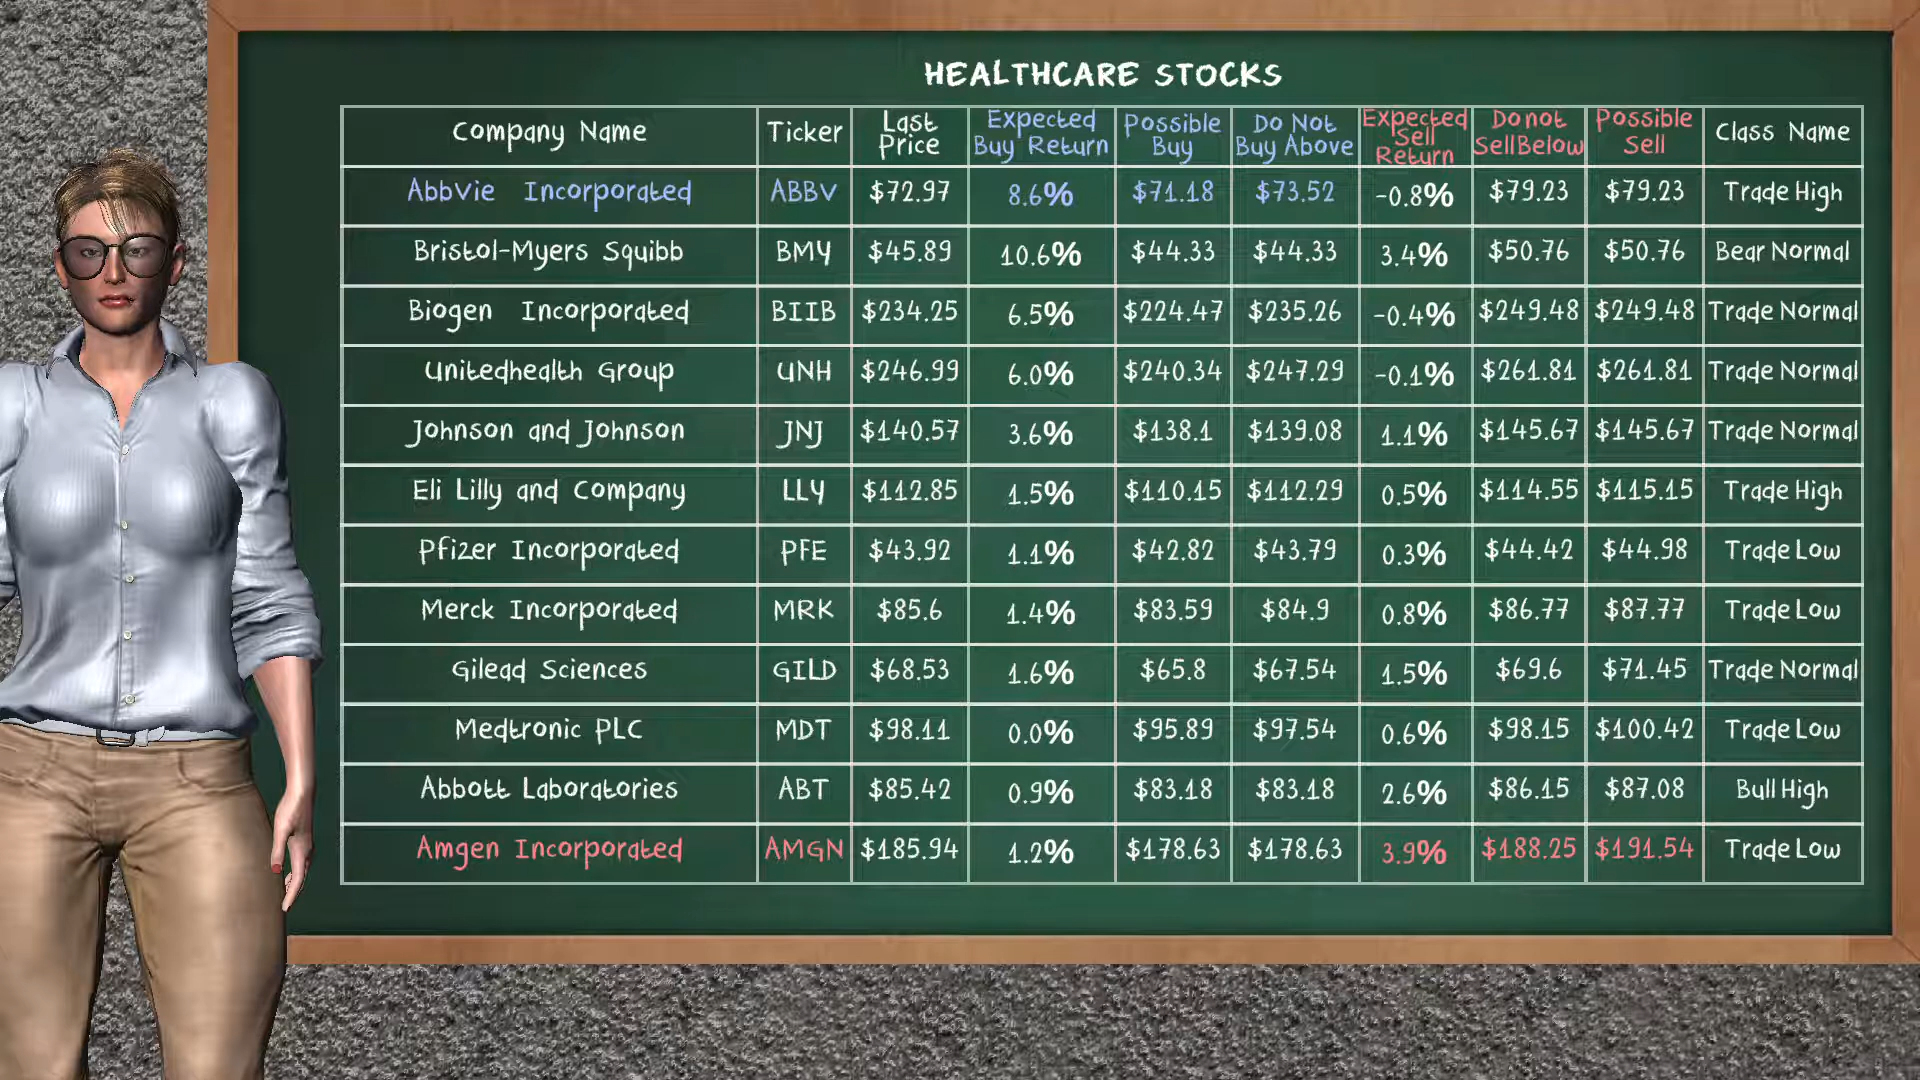 HEALTHCARE STOCKS
Company Name Ticker Last Price Expected Buy Return Possible Buy Do Not Buy Above Expected Sell Return Do not Sell Below Possible Sell Class Name
AbbVie Incorporated ABBV $72.97 8.6% $71.18 $73.52 -0.8% $79.23 $79.23 Trade High
Bristol-Myers Squibb BMY $45.89 10.6% $44.33 $44.33 3.4% $50.76 $50.76 Bear Normal
Biogen Incorporated BIIB $234.25 6.5% $224.47 $235.26 -0.4% $249.48 $249.48 Trade Normal
Unitedhealth Group UNH $246.99 6.0% $240.34 $247.29 -0.1% $261.81 $261.81 Trade Normal
Johnson and Johnson JNJ $140.57 3.6% $138.1 $139.08 1.1% $145.67 $145.67 Trade Normal
Eli Lilly and Company LLY $112.85 1.5% $110.15 $112.29 0.5% $114.55 $115.15 Trade High
Pfizer Incorporated PFE $43.92 1.1% $42.82 $43.79 0.3% $44.42 $44.98 Trade Low
Merck Incorporated MRK $85.6 1.4% $83.59 $84.9 0.8% $86.77 $87.77 Trade Low
Gilead Sciences GILD $68.53 1.6% $65.8 $67.54 1.5% $69.6 $71.45 Trade Normal
Medtronic PLC MDT $98.11 0.0% $95.89 $97.54 0.6% $98.15 $100.42 Trade Low
Abbott Laboratories ABT $85.42 0.9% $83.18 $83.18 2.6% $86.15 $87.08 Bull High
Amgen Incorporated AMGN $185.94 1.2% $178.63 $178.63 3.9% $188.25 $191.54 Trade Low